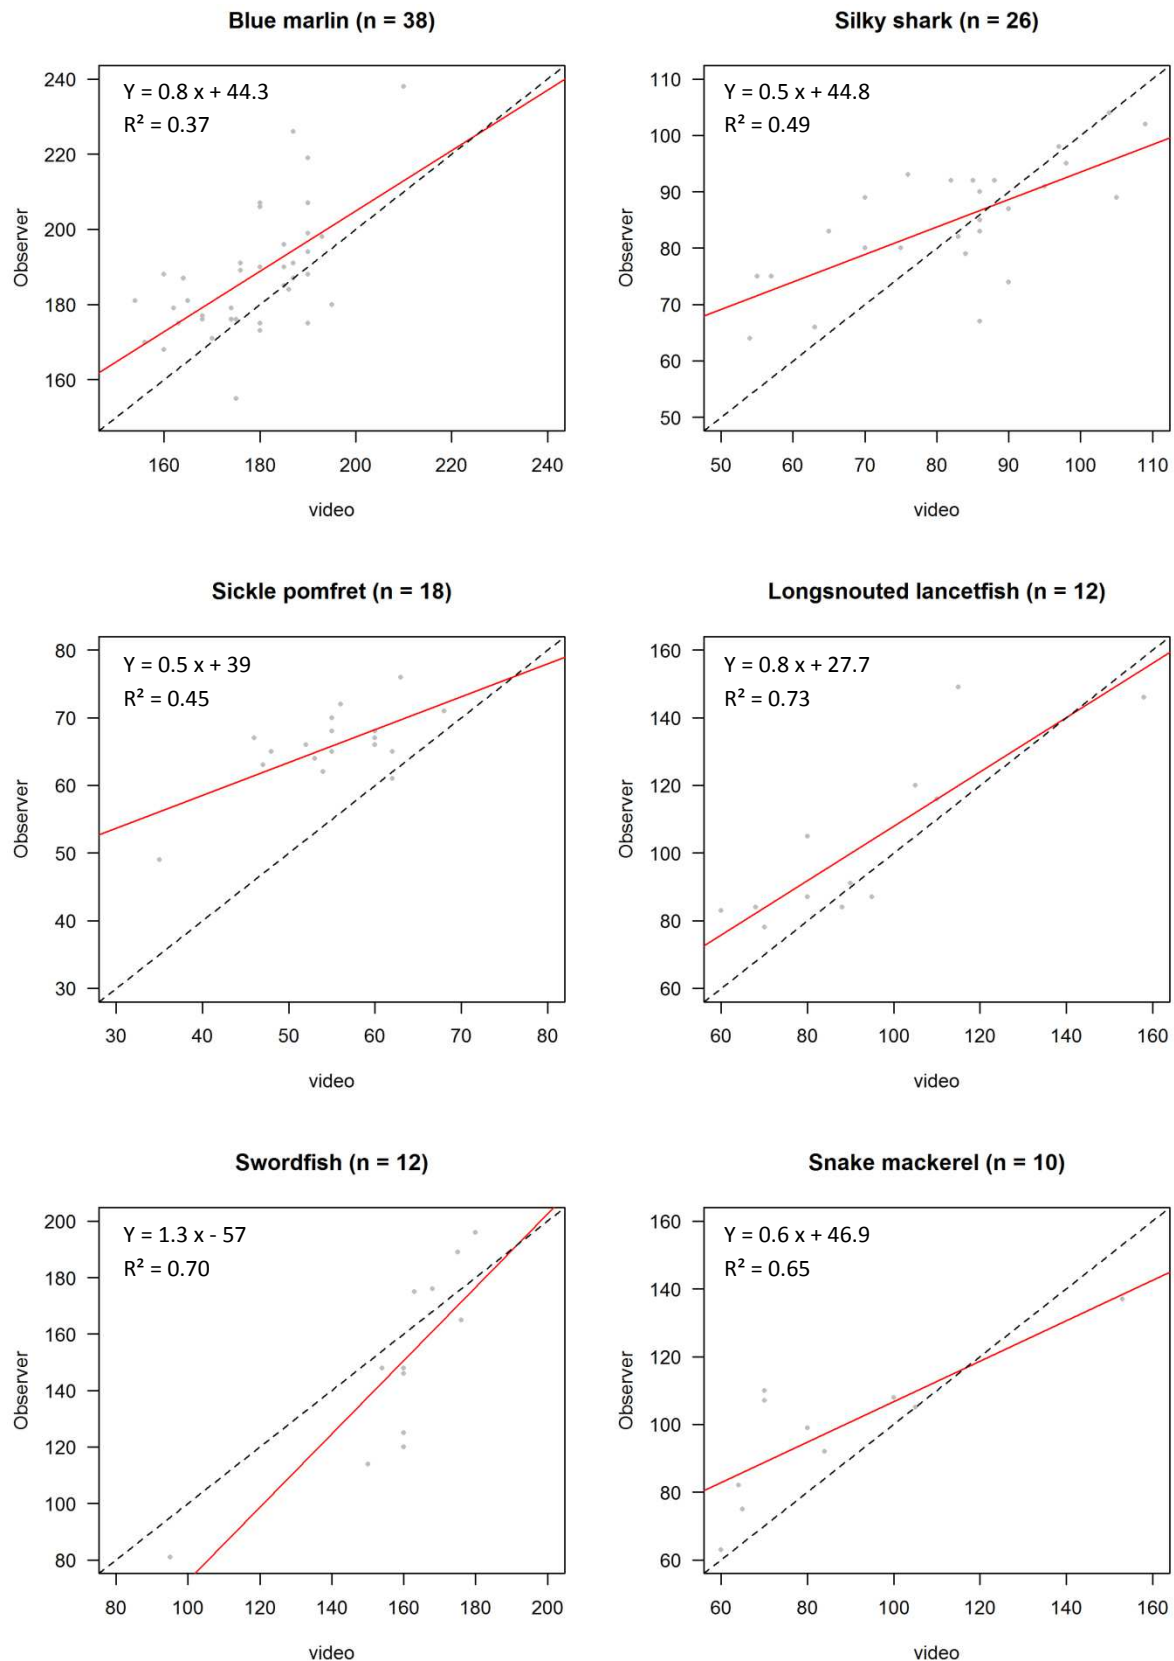 Blue marlin (n = 38)
Y = 0.8 x + 44.3
R² = 0.37
240
220
200
180
160
Observer
160 180 200 220 240
video
Silky shark (n = 26)
Y = 0.5 x + 44.8
R² = 0.49
110
100
90
80
70
60
50
Observer
50 60 70 80 90 100 110
video
Sickle pomfret (n = 18)
Y = 0.5 x + 39
R² = 0.45
80
70
60
50
40
30
Observer
30 40 50 60 70 80
video
Longsnouted lancetfish (n = 12)
Y = 0.8 x + 27.7
R² = 0.73
160
140
120
100
80
60
Observer
60 80 100 120 140 160
video
Swordfish (n = 12)
Y = 1.3 x - 57
R² = 0.70
200
180
160
140
120
100
80
Observer
80 100 120 140 160 180 200
video
Snake mackerel (n = 10)
Y = 0.6 x + 46.9
R² = 0.65
160
140
120
100
80
60
Observer
60 80 100 120 140 160
video